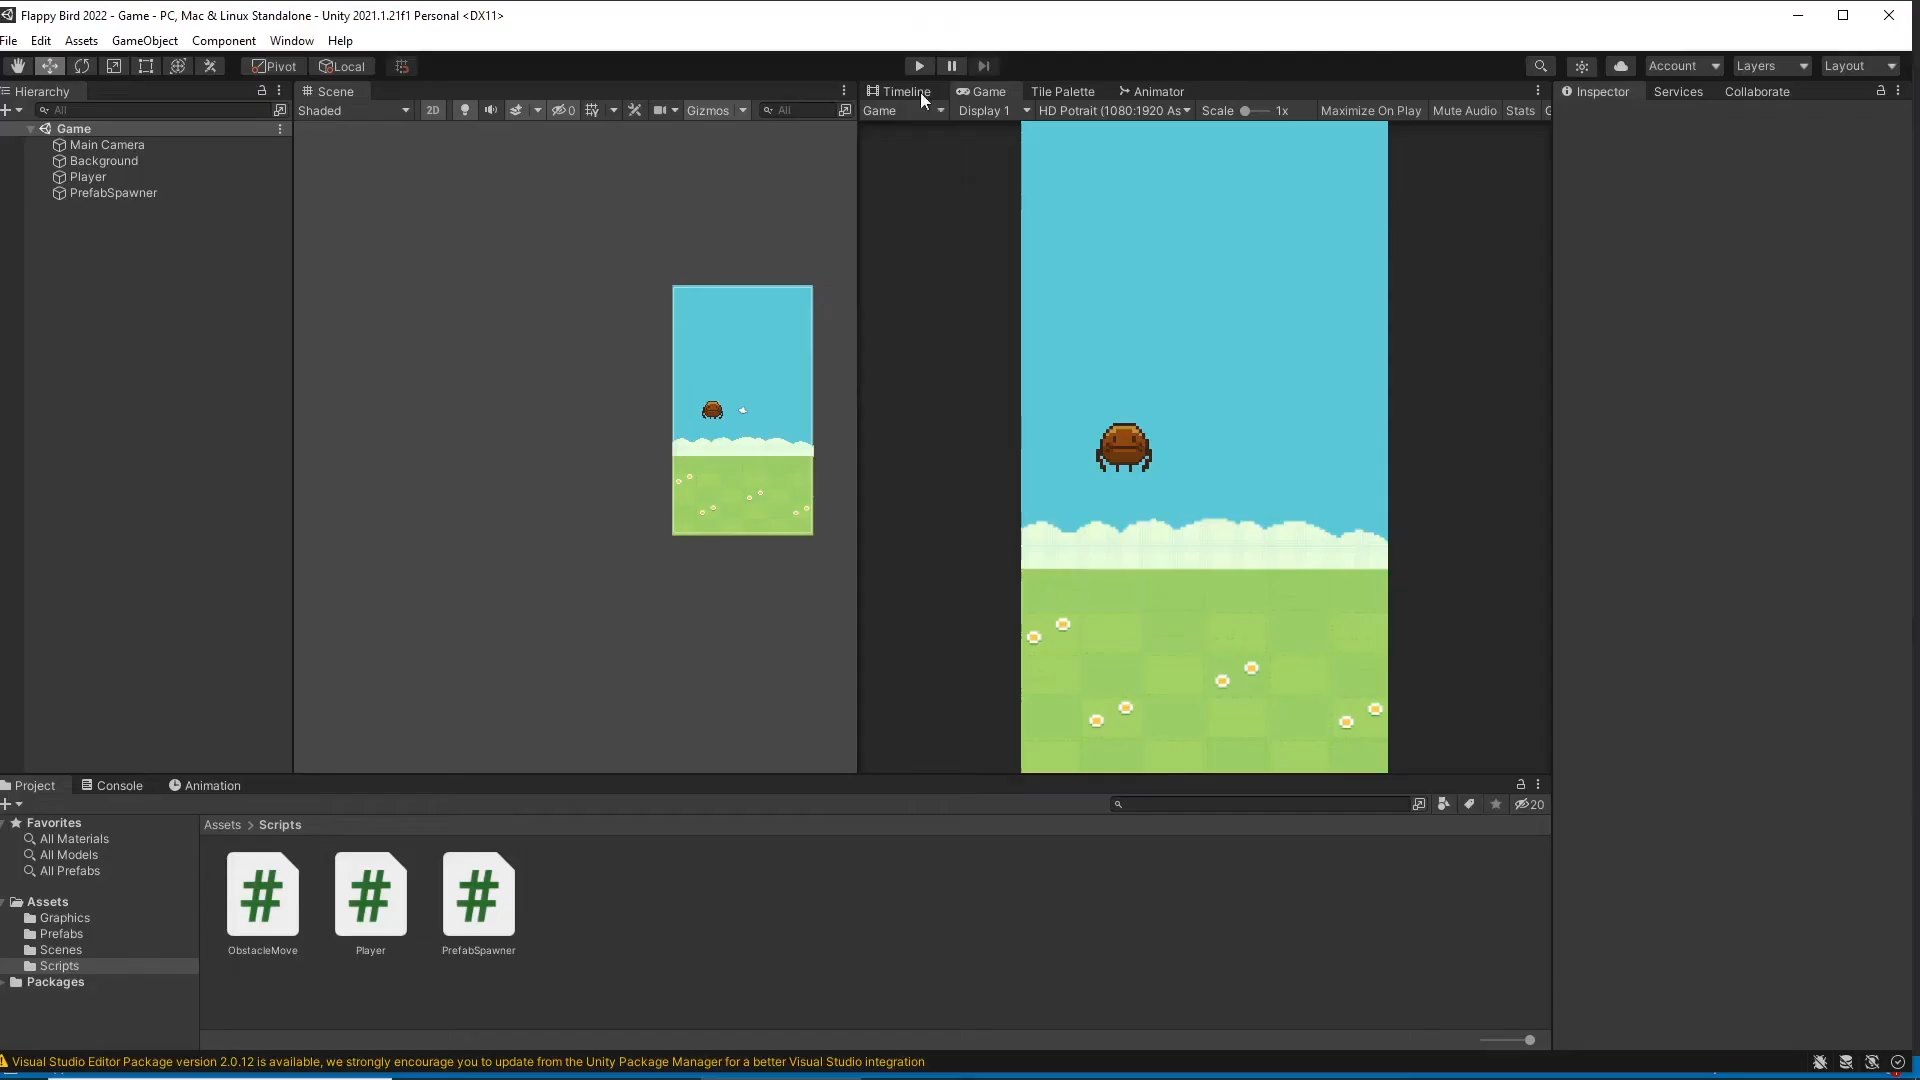 Flappy Bird 2022 - Game - PC, Mac & Linux Standalone - Unity 2021.1.21f1 Personal <DX11>
File Edit Assets GameObject Component Window Help
Pivot Local Account Layers Layout
Hierarchy
All
Game
Main Camera
Background
Player
PrefabSpawner
Scene
Shaded 2D 0 Gizmos All
Timeline Game Tile Palette Animator
Game Display 1 HD Potrait (1080:1920 As Scale 1x Maximize On Play Mute Audio Stats G
Inspector Services Collaborate
Project Console Animation
20
Favorites
All Materials
All Models
All Prefabs
Assets
Graphics
Prefabs
Scenes
Scripts
Packages
Assets > Scripts
# # #
ObstacleMove Player PrefabSpawner
Visual Studio Editor Package version 2.0.12 is available, we strongly encourage you to update from the Unity Package Manager for a better Visual Studio integration